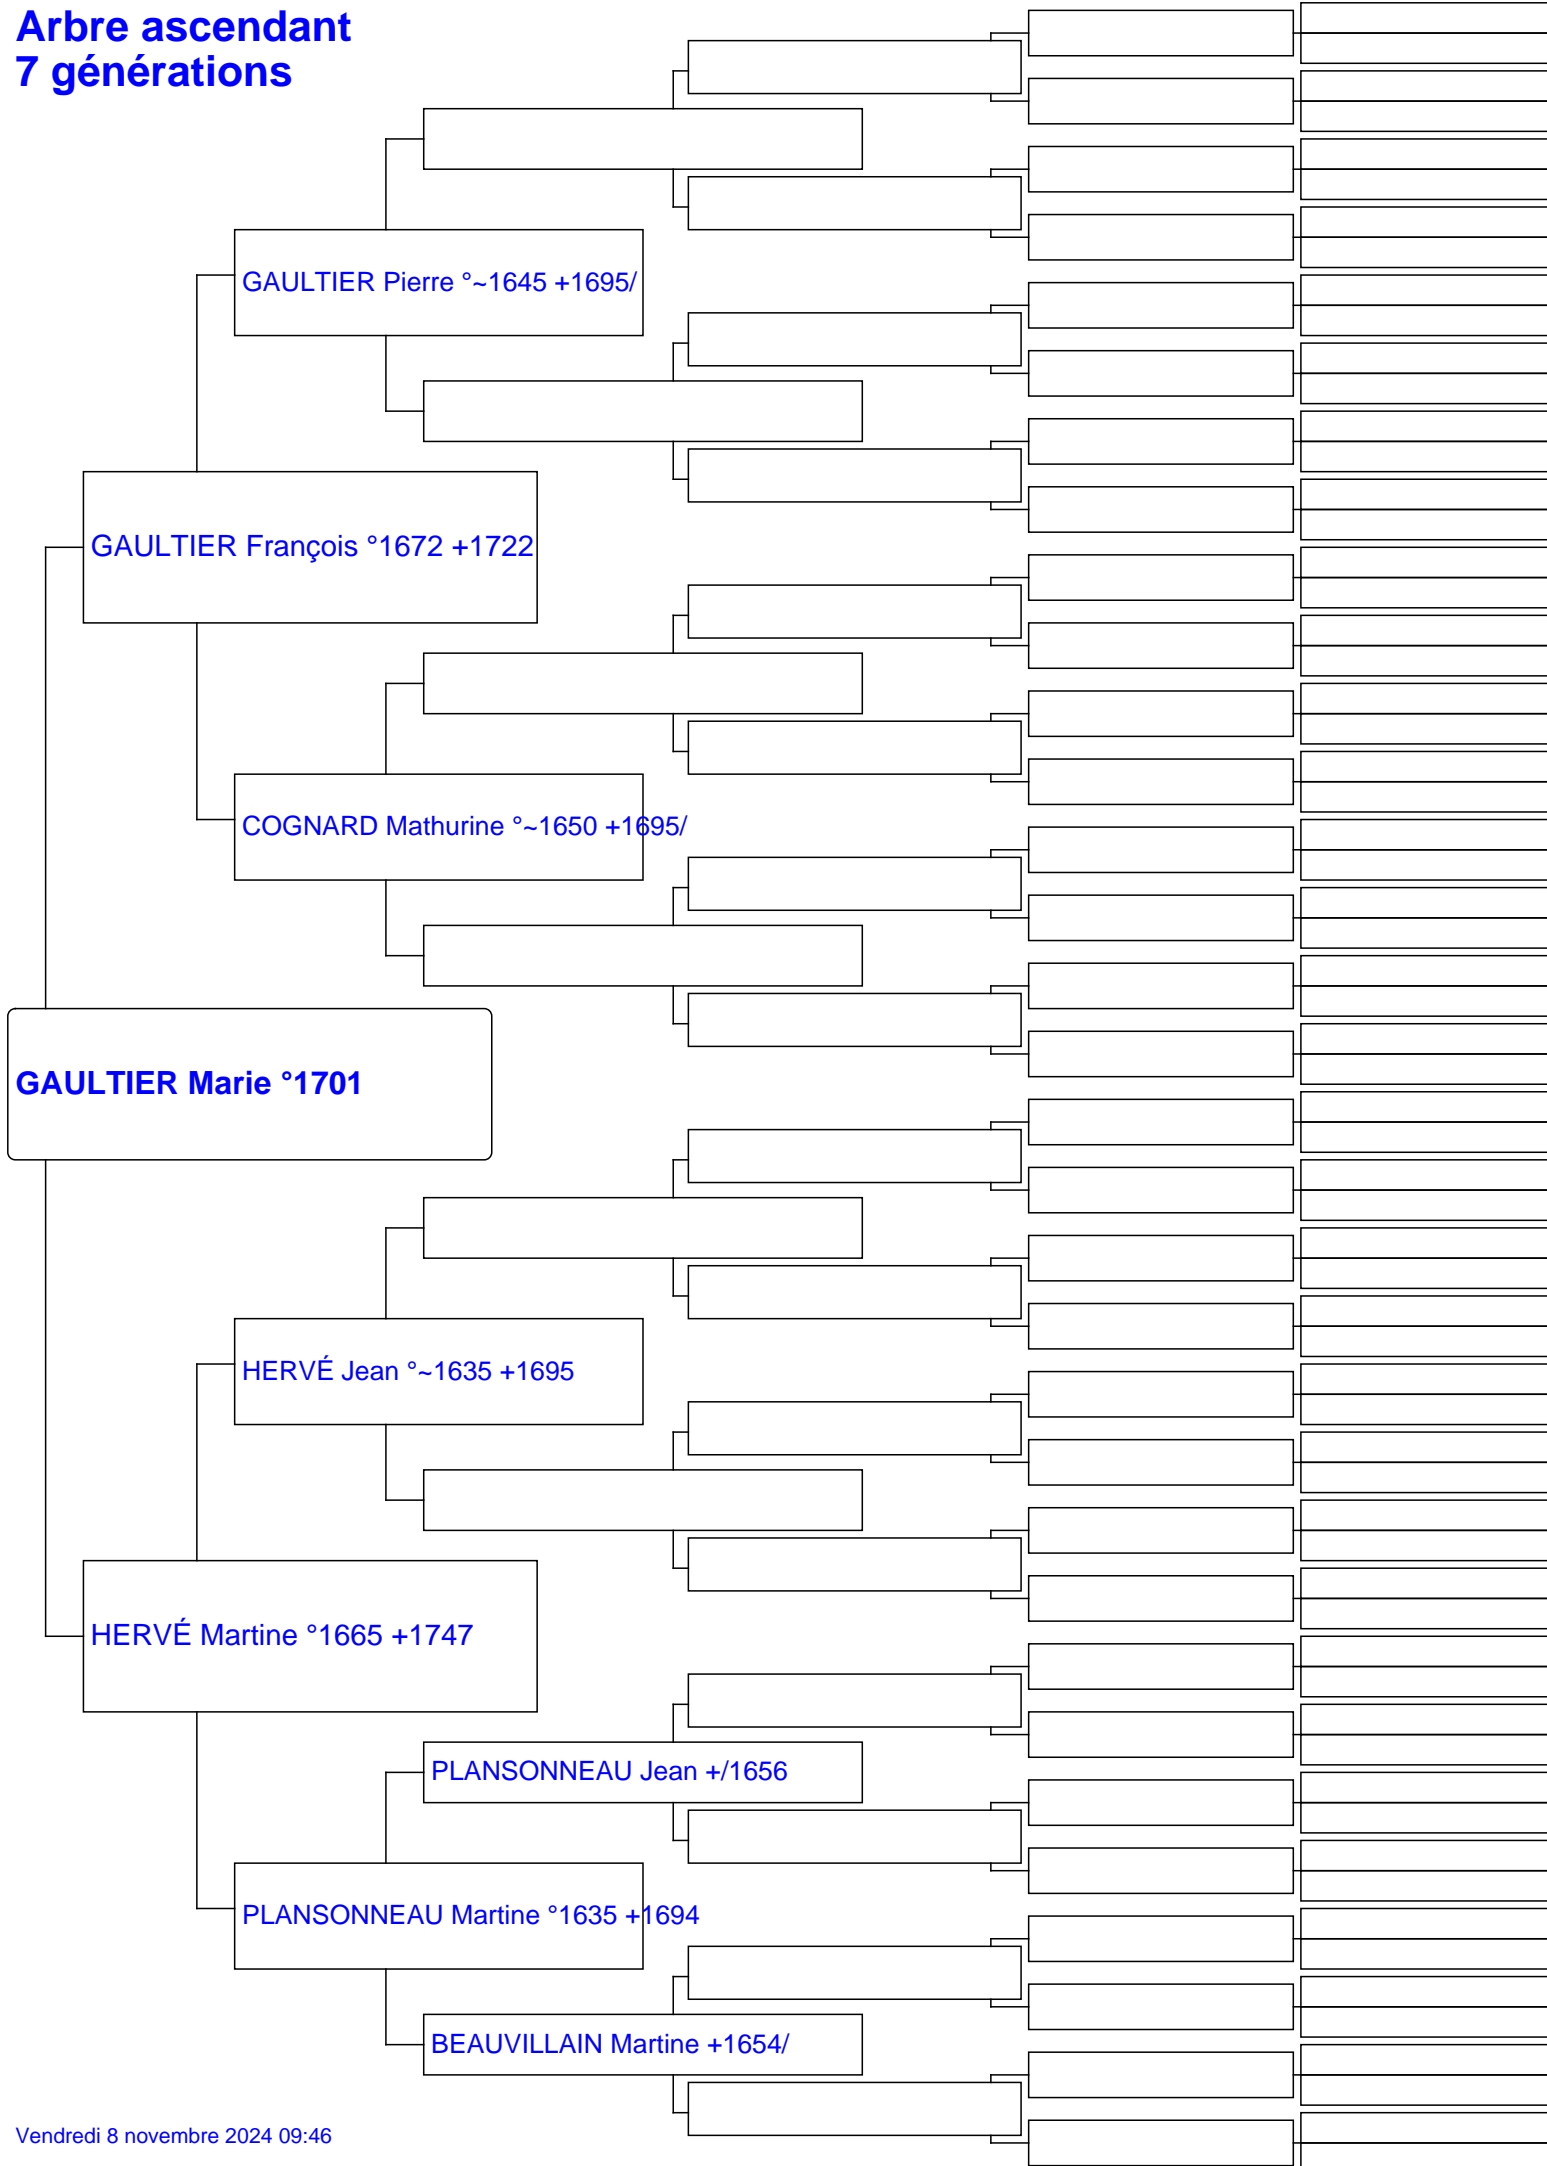 Arbre ascendant
7 générations
GAULTIER Pierre °~1645 +1695/
GAULTIER François °1672 +1722
COGNARD Mathurine °~1650 +1695/
GAULTIER Marie °1701
HERVÉ Jean °~1635 +1695
HERVÉ Martine °1665 +1747
PLANSONNEAU Jean +/1656
PLANSONNEAU Martine °1635 +1694
BEAUVILLAIN Martine +1654/
Vendredi 8 novembre 2024 09:46